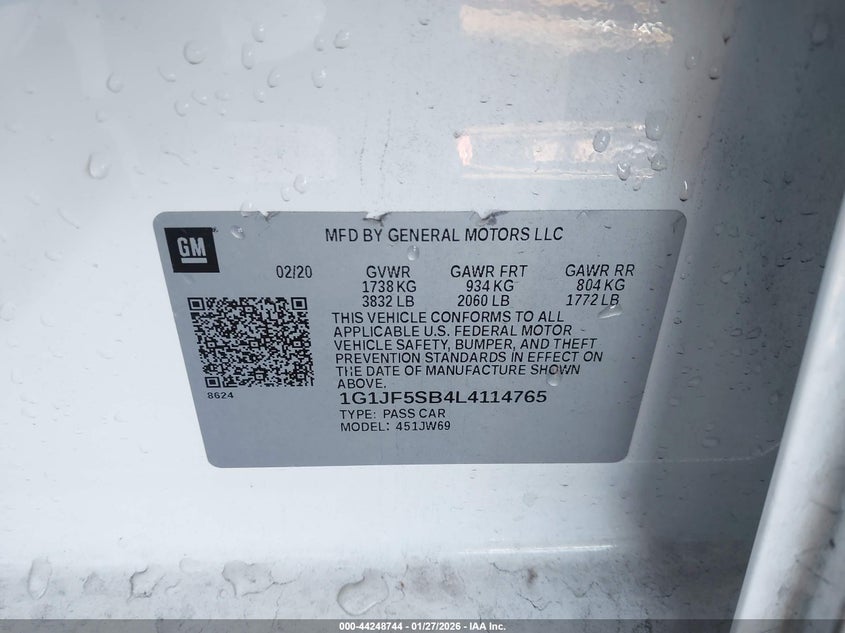 GM
MFD BY GENERAL MOTORS LLC
02/20 GVWR GAWR FRT GAWR RR
1738 KG 934 KG 804 KG
3832 LB 2060 LB 1772 LB
THIS VEHICLE CONFORMS TO ALL
APPLICABLE U.S. FEDERAL MOTOR
VEHICLE SAFETY, BUMPER, AND THEFT
PREVENTION STANDARDS IN EFFECT ON
THE DATE OF MANUFACTURE SHOWN
ABOVE.
8624
1G1JF5SB4L4114765
TYPE: PASS CAR
MODEL: 451JW69
000-44248744 - 01/27/2026 - IAA Inc.